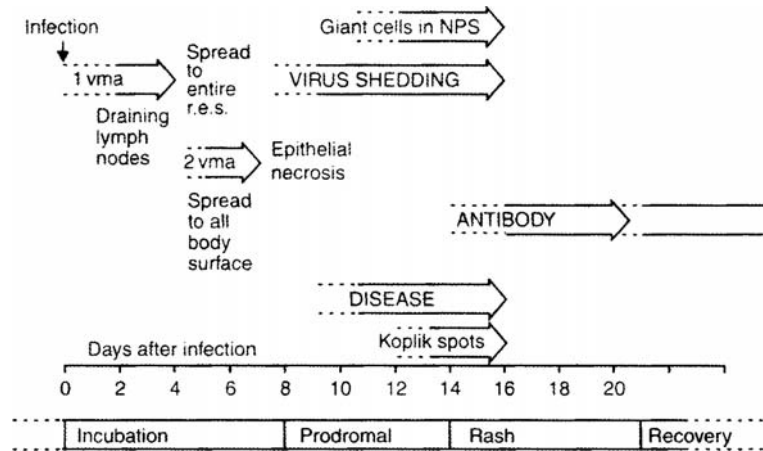 Giant cells in NPS
Infection
Spread
to
entire
r.e.s.
1 vma
VIRUS SHEDDING
Draining
lymph
nodes
2 vma
Epithelial
necrosis
Spread
to all
body
surface
ANTIBODY
DISEASE
Koplik spots
Days after infection
0 2 4 6 8 10 12 14 16 18 20
Incubation Prodromal Rash Recovery